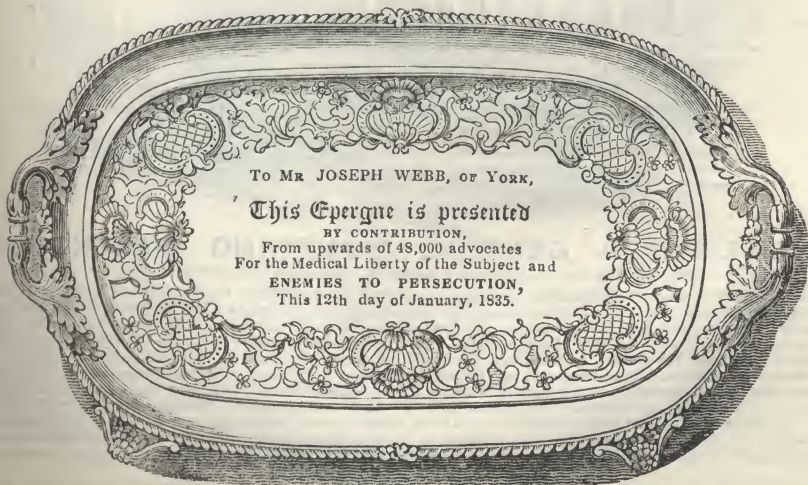 To Mr JOSEPH WEBB, of York,
This Epergne is presented
BY CONTRIBUTION,
From upwards of 48,000 advocates
For the Medical Liberty of the Subject and
ENEMIES TO PERSECUTION,
This 12th day of January, 1835.